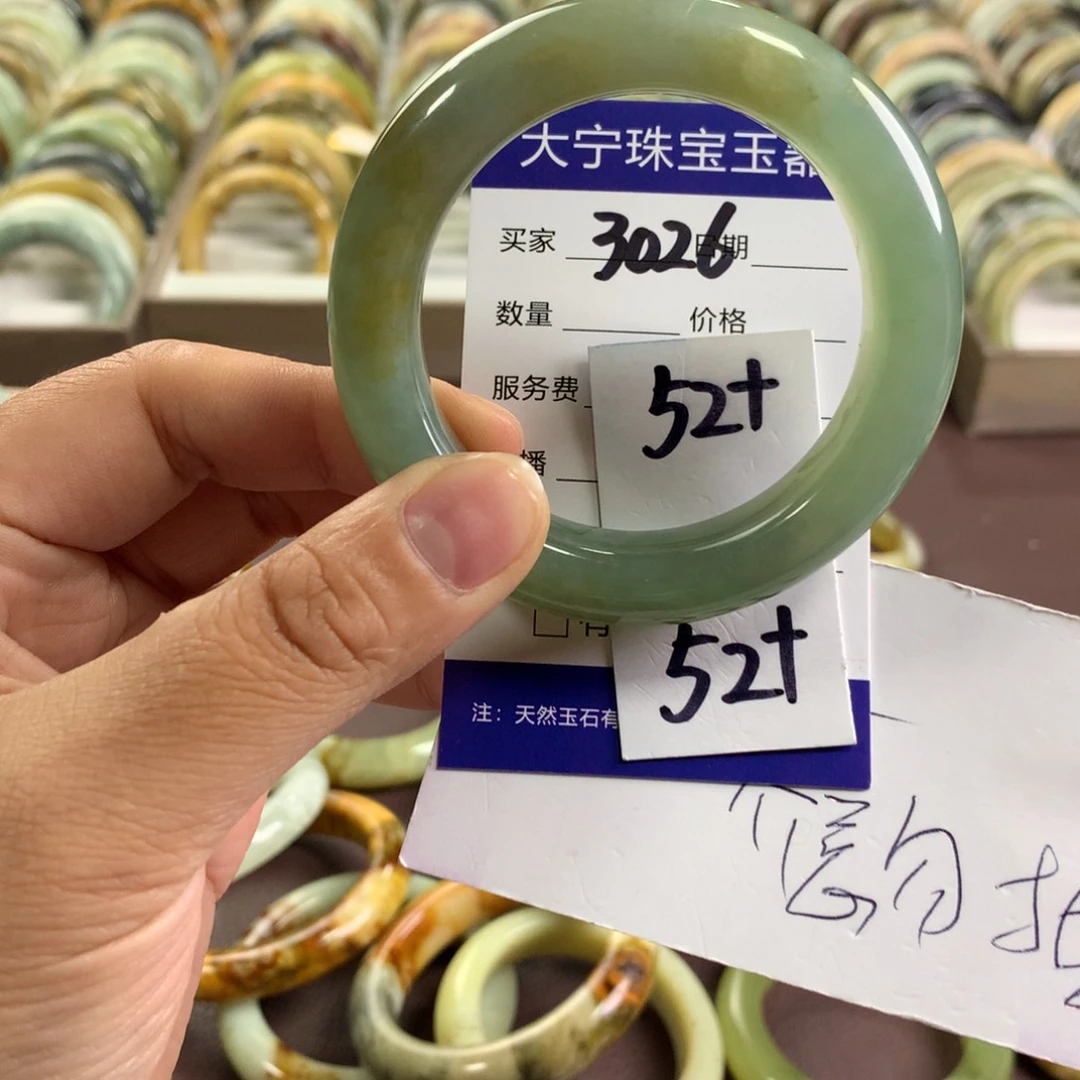 大宁珠宝玉器
买家 3026 日期
数量 价格
服务费
52+
播
52+
注：天然玉石有